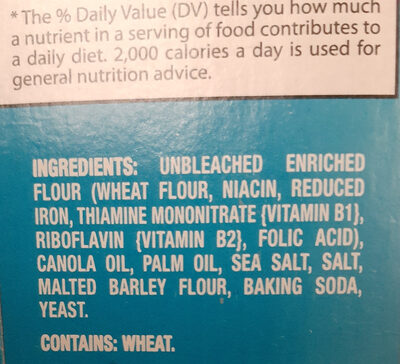 * The % Daily Value (DV) tells you how much
a nutrient in a serving of food contributes to
a daily diet. 2,000 calories a day is used for
general nutrition advice.
INGREDIENTS: UNBLEACHED ENRICHED
FLOUR (WHEAT FLOUR, NIACIN, REDUCED
IRON, THIAMINE MONONITRATE {VITAMIN B1},
RIBOFLAVIN {VITAMIN B2}, FOLIC ACID),
CANOLA OIL, PALM OIL, SEA SALT, SALT,
MALTED BARLEY FLOUR, BAKING SODA,
YEAST.
CONTAINS: WHEAT.